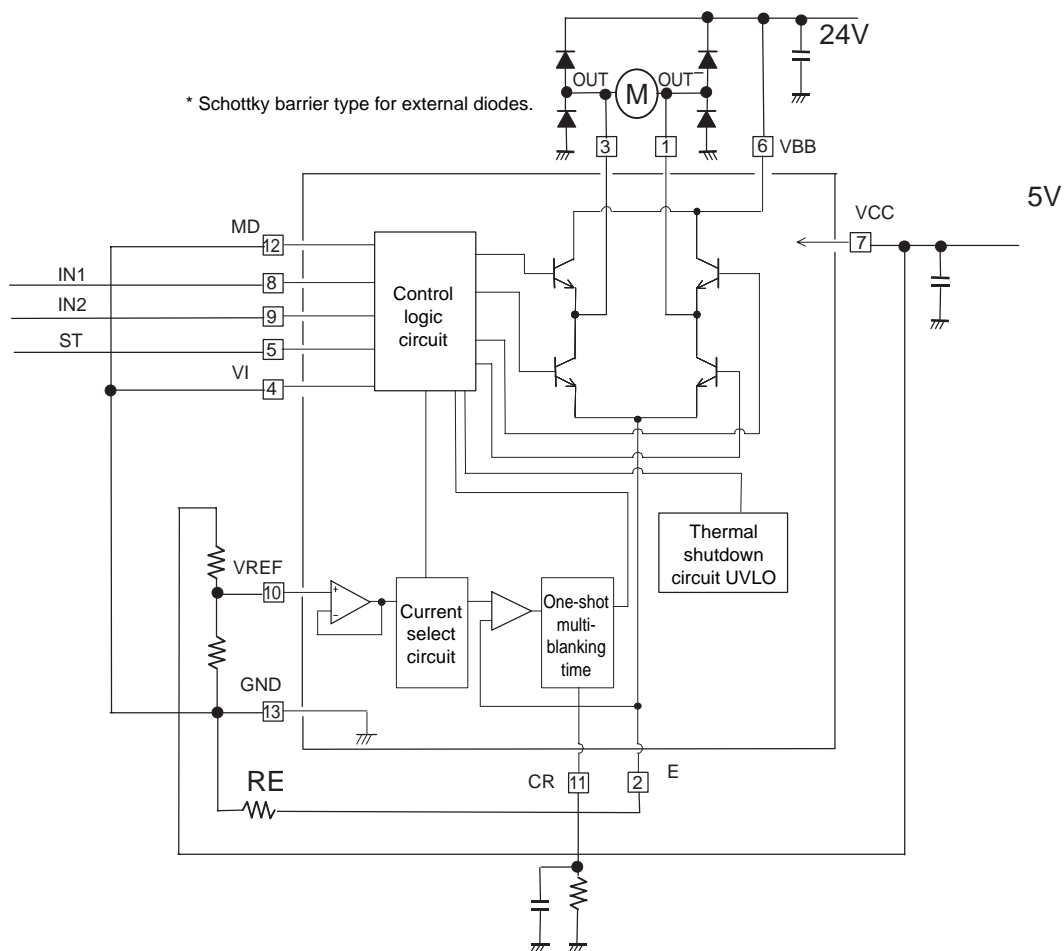 24V
OUT
OUT¯
M
* Schottky barrier type for external diodes.
3
1
6
VBB
5V
VCC
7
MD
12
IN1
8
IN2
9
ST
5
VI
4
Control
logic
circuit
Thermal
shutdown
circuit UVLO
VREF
10
+
−
Current
select
circuit
One-shot
multi-
blanking
time
GND
13
RE
CR
11
2
E